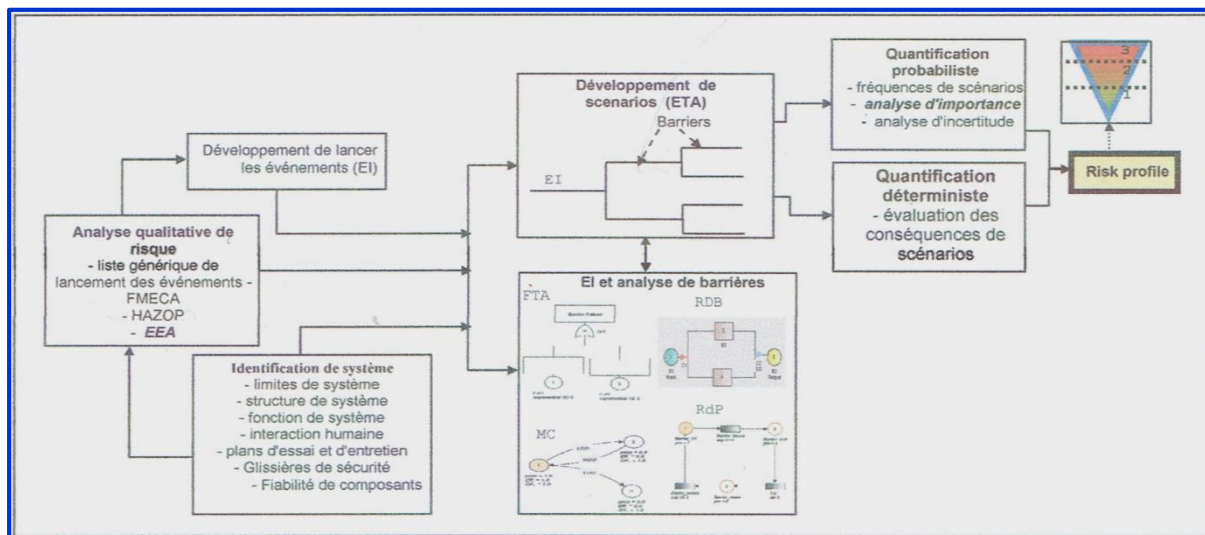 Développement de lancer
les événements (EI)
Analyse qualitative de
risque
- liste générique de
lancement des événements -
FMECA
- HAZOP
- EEA
Identification de système
- limites de système
- structure de système
- fonction de système
- interaction humaine
- plans d'essai et d'entretien
- Glissières de sécurité
- Fiabilité de composants
Développement de
scenarios (ETA)
Barriers
EI
EI et analyse de barrières
FTA
RDB
MC
RdP
Quantification
probabiliste
- fréquences de scénarios
- analyse d'importance
- analyse d'incertitude
Quantification
déterministe
- évaluation des
conséquences de
scénarios
3
2
1
Risk profile